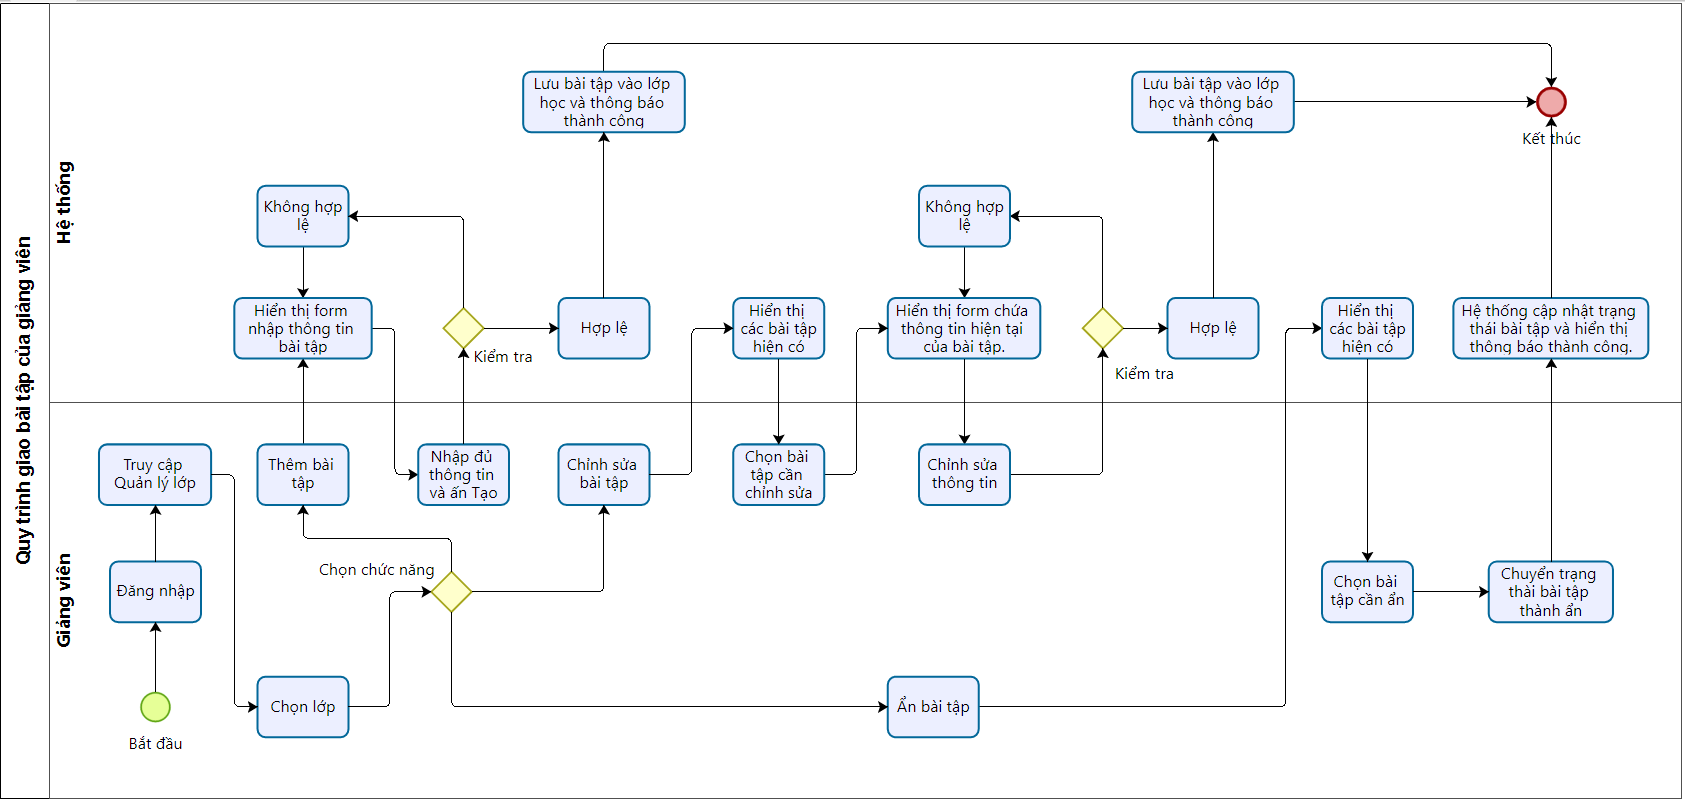 Quy trình giao bài tập của giảng viên
Hệ thống
Lưu bài tập vào lớp
học và thông báo
thành công
Lưu bài tập vào lớp
học và thông báo
thành công
Kết thúc
Không hợp
lệ
Không hợp
lệ
Hiển thị form
nhập thông tin
bài tập
Kiểm tra
Hợp lệ
Hiển thị
các bài tập
hiện có
Hiển thị form chứa
thông tin hiện tại
của bài tập.
Kiểm tra
Hợp lệ
Hiển thị
các bài tập
hiện có
Hệ thống cập nhật trạng
thái bài tập và hiển thị
thông báo thành công.
Giảng viên
Truy cập
Quản lý lớp
Thêm bài
tập
Nhập đủ
thông tin
và ấn Tạo
Chỉnh sửa
bài tập
Chọn bài
tập cần
chỉnh sửa
Chỉnh sửa
thông tin
Đăng nhập
Chọn chức năng
Chọn bài
tập cần ẩn
Chuyển trạng
thài bài tập
thành ẩn
Chọn lớp
Ẩn bài tập
Bắt đầu